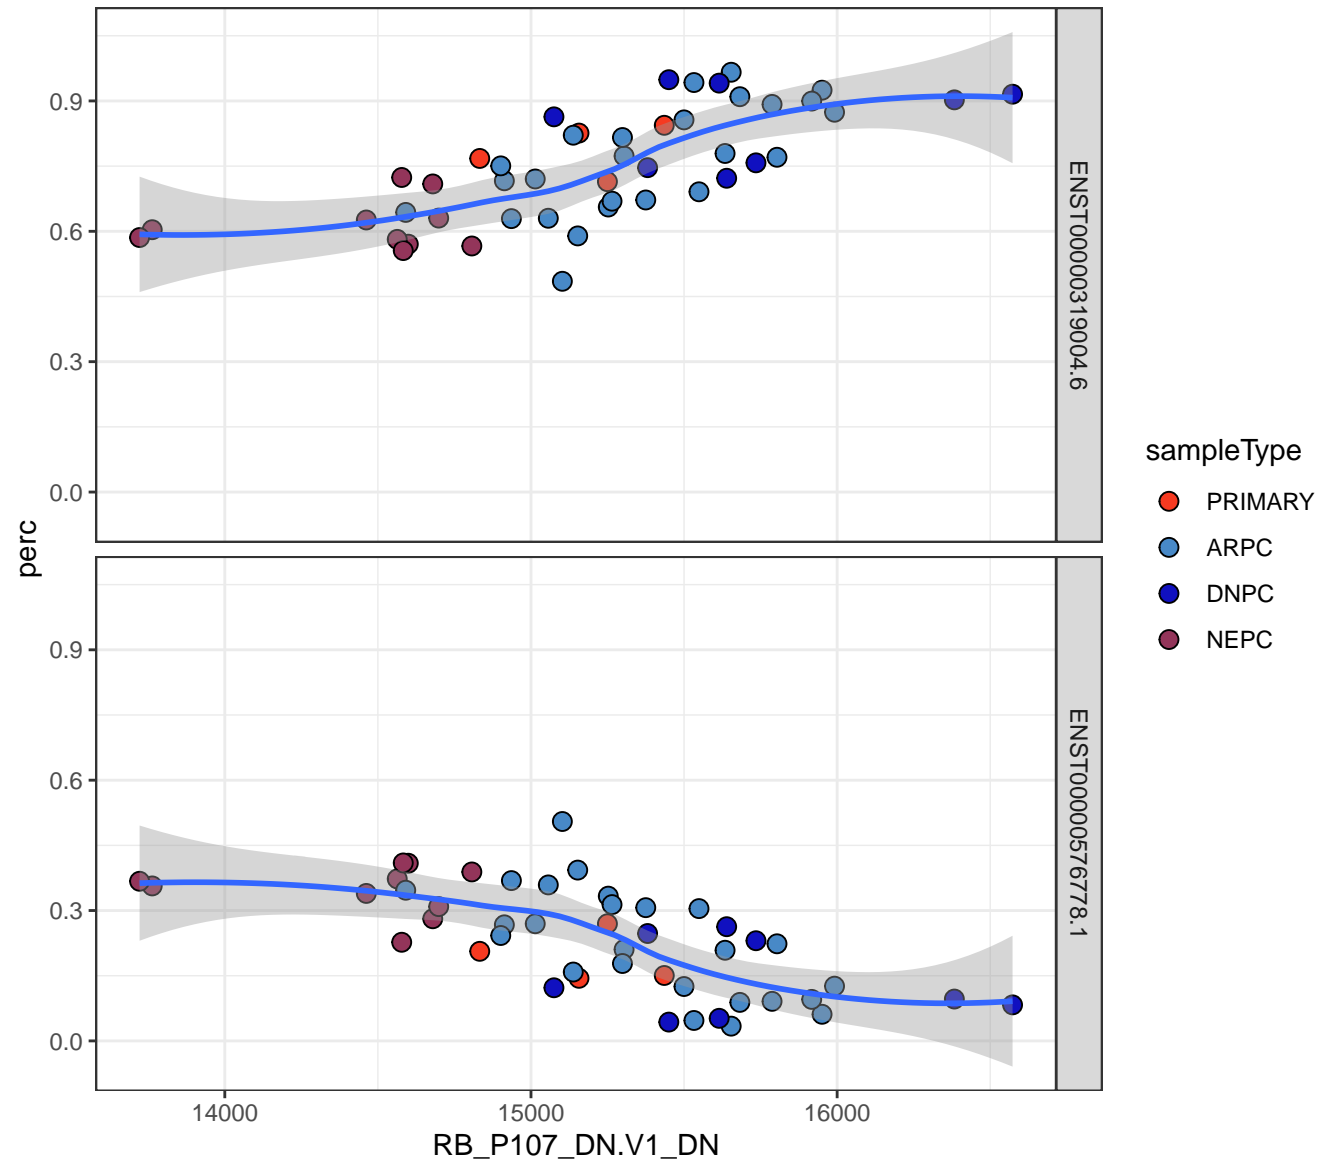 0.9
0.6
0.3
0.0
ENST00000319004.6
0.9
0.6
0.3
0.0
ENST00000576778.1
perc
14000
15000
16000
RB_P107_DN.V1_DN
sampleType
PRIMARY
ARPC
DNPC
NEPC